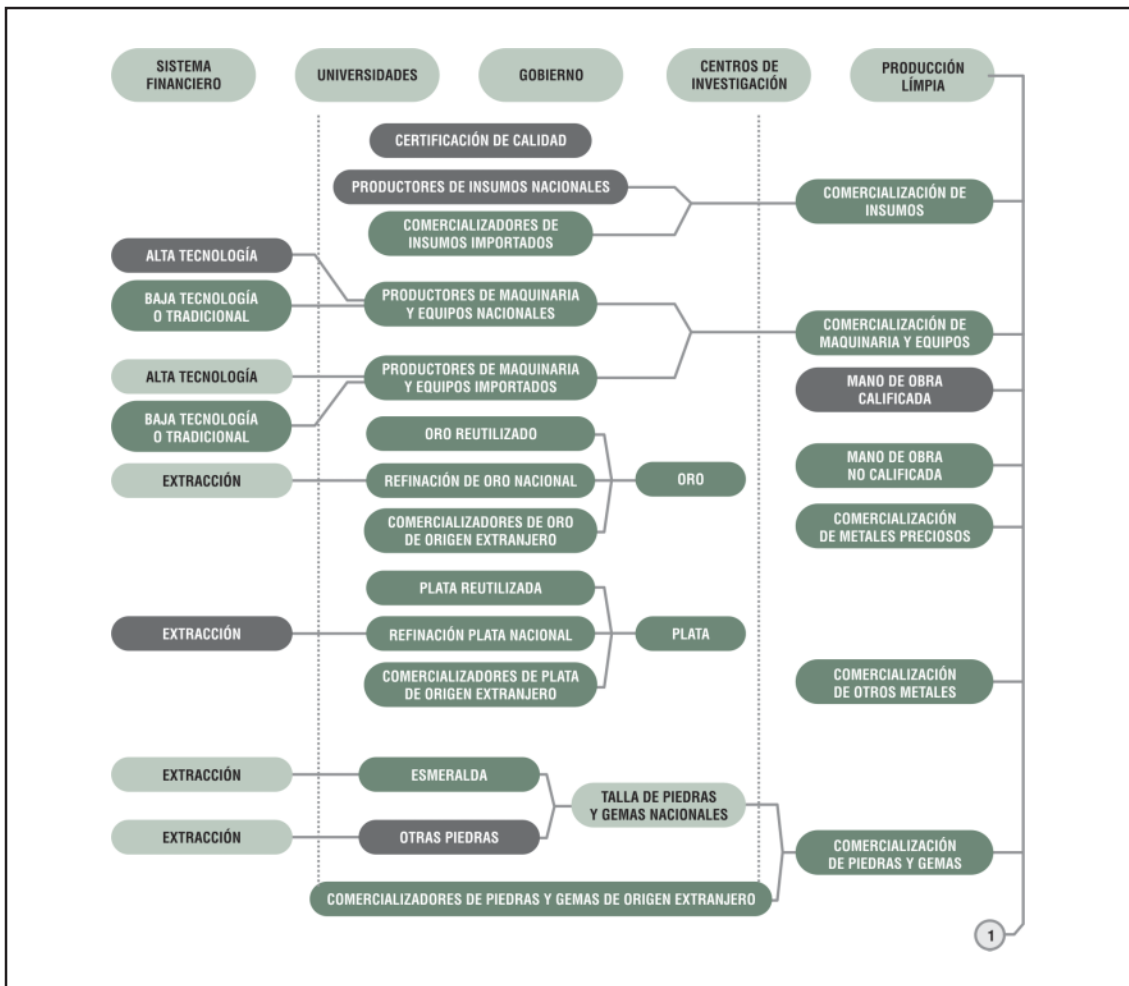 SISTEMA
FINANCIERO
UNIVERSIDADES
GOBIERNO
CENTROS DE
INVESTIGACIÓN
PRODUCCIÓN
LÍMPIA
CERTIFICACIÓN DE CALIDAD
PRODUCTORES DE INSUMOS NACIONALES
COMERCIALIZADORES DE
INSUMOS IMPORTADOS
COMERCIALIZACIÓN DE
INSUMOS
ALTA TECNOLOGÍA
BAJA TECNOLOGÍA
O TRADICIONAL
PRODUCTORES DE MAQUINARIA
Y EQUIPOS NACIONALES
COMERCIALIZACIÓN DE
MAQUINARIA Y EQUIPOS
ALTA TECNOLOGÍA
PRODUCTORES DE MAQUINARIA
Y EQUIPOS IMPORTADOS
MANO DE OBRA
CALIFICADA
BAJA TECNOLOGÍA
O TRADICIONAL
ORO REUTILIZADO
MANO DE OBRA
NO CALIFICADA
EXTRACCIÓN
REFINACIÓN DE ORO NACIONAL
ORO
COMERCIALIZADORES DE ORO
DE ORIGEN EXTRANJERO
COMERCIALIZACIÓN
DE METALES PRECIOSOS
PLATA REUTILIZADA
EXTRACCIÓN
REFINACIÓN PLATA NACIONAL
PLATA
COMERCIALIZADORES DE PLATA
DE ORIGEN EXTRANJERO
COMERCIALIZACIÓN
DE OTROS METALES
EXTRACCIÓN
ESMERALDA
TALLA DE PIEDRAS
Y GEMAS NACIONALES
EXTRACCIÓN
OTRAS PIEDRAS
COMERCIALIZACIÓN
DE PIEDRAS Y GEMAS
COMERCIALIZADORES DE PIEDRAS Y GEMAS DE ORIGEN EXTRANJERO
1